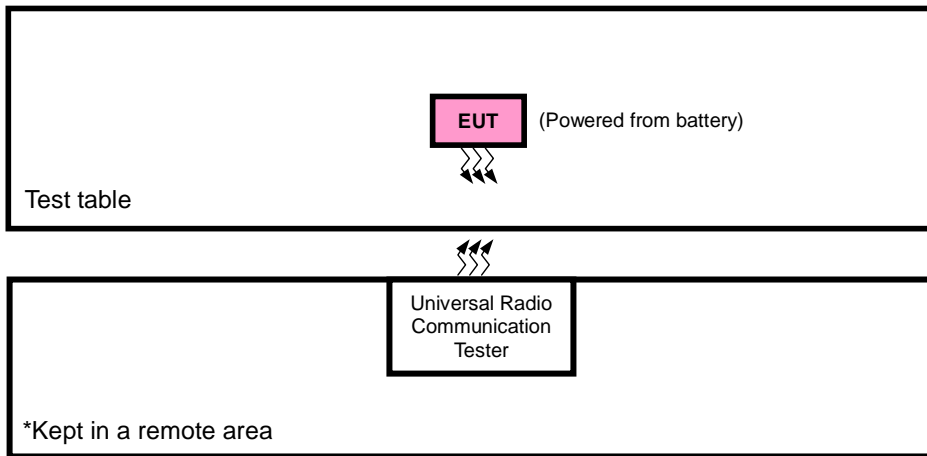 EUT
(Powered from battery)
Test table
Universal Radio
Communication
Tester
*Kept in a remote area